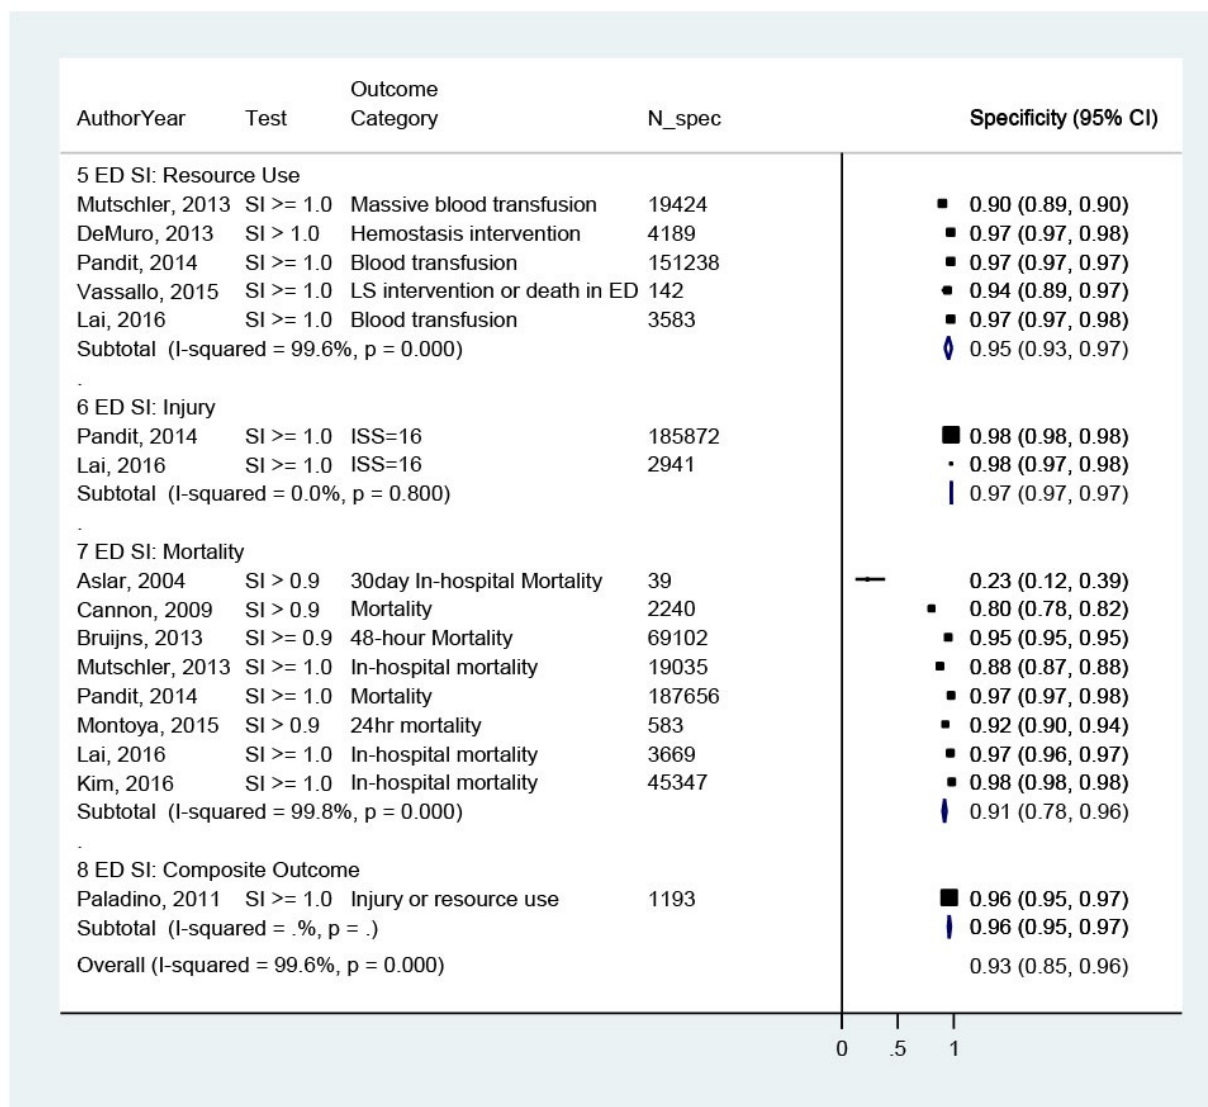 Outcome
AuthorYear Test Category N_spec Specificity (95% CI)
5 ED SI: Resource Use
Mutschler, 2013 SI >= 1.0 Massive blood transfusion 19424 0.90 (0.89, 0.90)
DeMuro, 2013 SI > 1.0 Hemostasis intervention 4189 0.97 (0.97, 0.98)
Pandit, 2014 SI >= 1.0 Blood transfusion 151238 0.97 (0.97, 0.97)
Vassallo, 2015 SI >= 1.0 LS intervention or death in ED 142 0.94 (0.89, 0.97)
Lai, 2016 SI >= 1.0 Blood transfusion 3583 0.97 (0.97, 0.98)
Subtotal (I-squared = 99.6%, p = 0.000) 0.95 (0.93, 0.97)
.
6 ED SI: Injury
Pandit, 2014 SI >= 1.0 ISS=16 185872 0.98 (0.98, 0.98)
Lai, 2016 SI >= 1.0 ISS=16 2941 0.98 (0.97, 0.98)
Subtotal (I-squared = 0.0%, p = 0.800) 0.97 (0.97, 0.97)
.
7 ED SI: Mortality
Aslar, 2004 SI > 0.9 30day In-hospital Mortality 39 0.23 (0.12, 0.39)
Cannon, 2009 SI > 0.9 Mortality 2240 0.80 (0.78, 0.82)
Bruijns, 2013 SI >= 0.9 48-hour Mortality 69102 0.95 (0.95, 0.95)
Mutschler, 2013 SI >= 1.0 In-hospital mortality 19035 0.88 (0.87, 0.88)
Pandit, 2014 SI >= 1.0 Mortality 187656 0.97 (0.97, 0.98)
Montoya, 2015 SI > 0.9 24hr mortality 583 0.92 (0.90, 0.94)
Lai, 2016 SI >= 1.0 In-hospital mortality 3669 0.97 (0.96, 0.97)
Kim, 2016 SI >= 1.0 In-hospital mortality 45347 0.98 (0.98, 0.98)
Subtotal (I-squared = 99.8%, p = 0.000) 0.91 (0.78, 0.96)
.
8 ED SI: Composite Outcome
Paladino, 2011 SI >= 1.0 Injury or resource use 1193 0.96 (0.95, 0.97)
Subtotal (I-squared = .%, p = .) 0.96 (0.95, 0.97)
Overall (I-squared = 99.6%, p = 0.000) 0.93 (0.85, 0.96)
0 .5 1